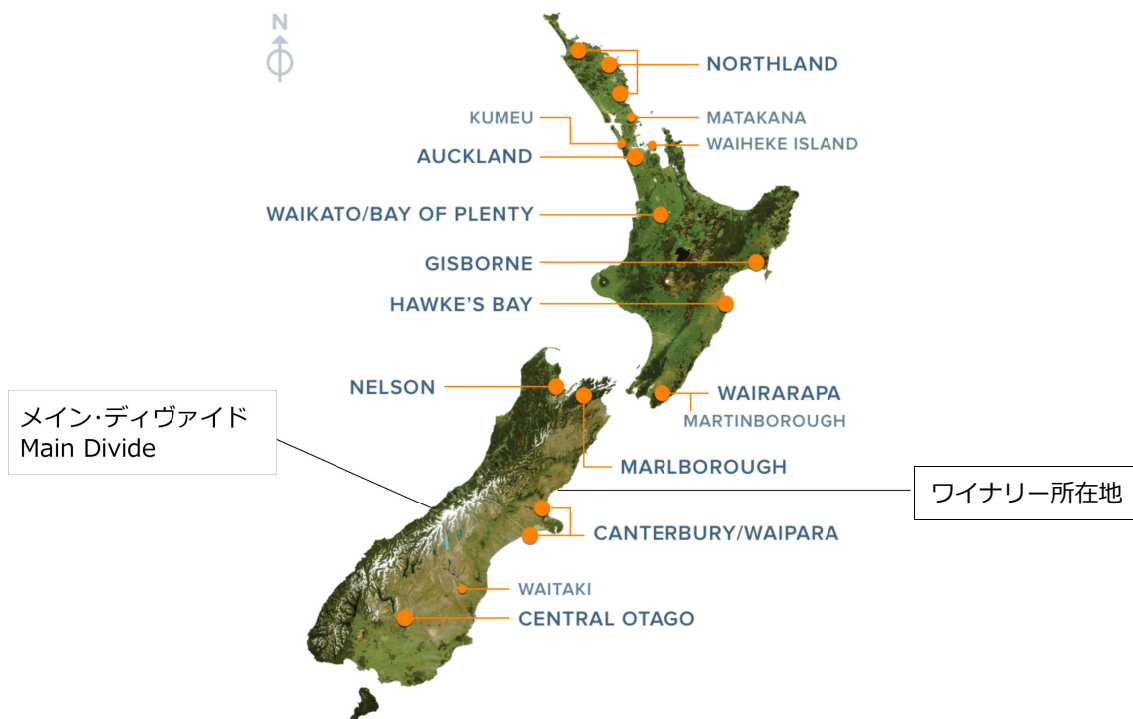 N
NORTHLAND
KUMEU
MATAKANA
WAIHEKE ISLAND
AUCKLAND
WAIKATO/BAY OF PLENTY
GISBORNE
HAWKE'S BAY
NELSON
WAIRARAPA
MARTINBOROUGH
メイン・ディヴァイド
Main Divide
MARLBOROUGH
ワイナリー所在地
CANTERBURY/WAIPARA
WAITAKI
CENTRAL OTAGO